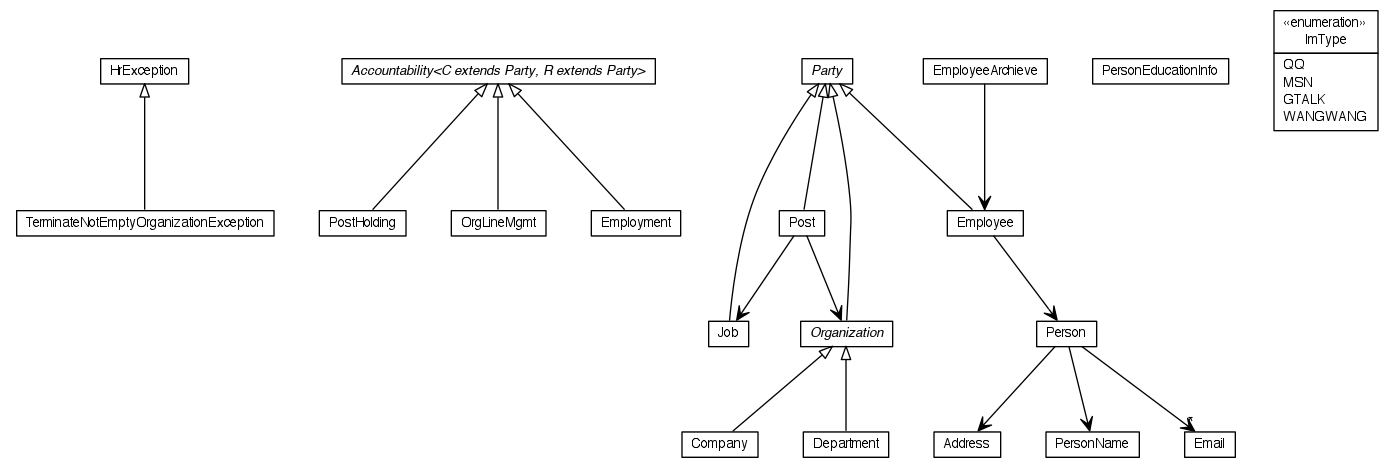 «enumeration»
ImType
QQ
MSN
GTALK
WANGWANG
HrException
Accountability<C extends Party, R extends Party>
Party
EmployeeArchieve
PersonEducationInfo
TerminateNotEmptyOrganizationException
PostHolding
OrgLineMgmt
Employment
Post
Employee
Job
Organization
Person
Company
Department
Address
PersonName
*
Email